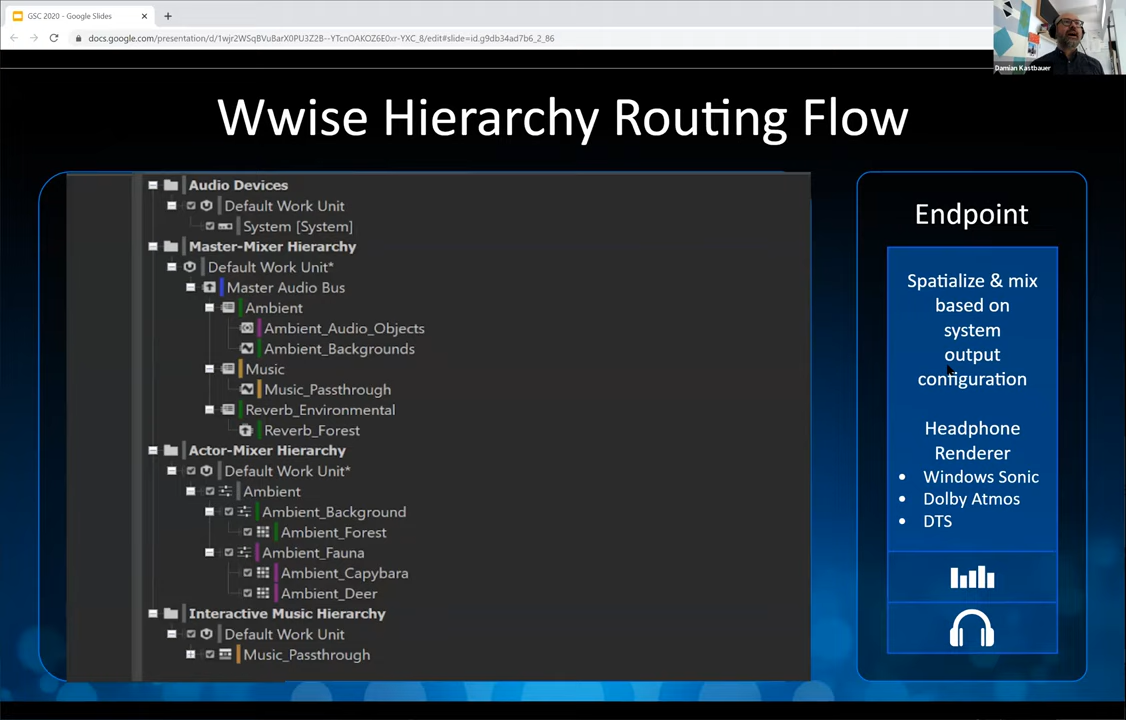 GSC 2020 - Google Slides
docs.google.com/presentation/d/1wjr2WSqBVuBarX0PU3Z2B--YTcnOAKOZ6E0xr-YXC_8/edit#slide=id.g9db34ad7b6_2_86
Damian Kastbauer
Wwise Hierarchy Routing Flow
Audio Devices
Default Work Unit
System [System]
Master-Mixer Hierarchy
Default Work Unit*
Master Audio Bus
Ambient
Ambient_Audio_Objects
Ambient_Backgrounds
Music
Music_Passthrough
Reverb_Environmental
Reverb_Forest
Actor-Mixer Hierarchy
Default Work Unit*
Ambient
Ambient_Background
Ambient_Forest
Ambient_Fauna
Ambient_Capybara
Ambient_Deer
Interactive Music Hierarchy
Default Work Unit
Music_Passthrough
Endpoint
Spatialize & mix
based on
system
output
configuration
Headphone
Renderer
• Windows Sonic
• Dolby Atmos
• DTS